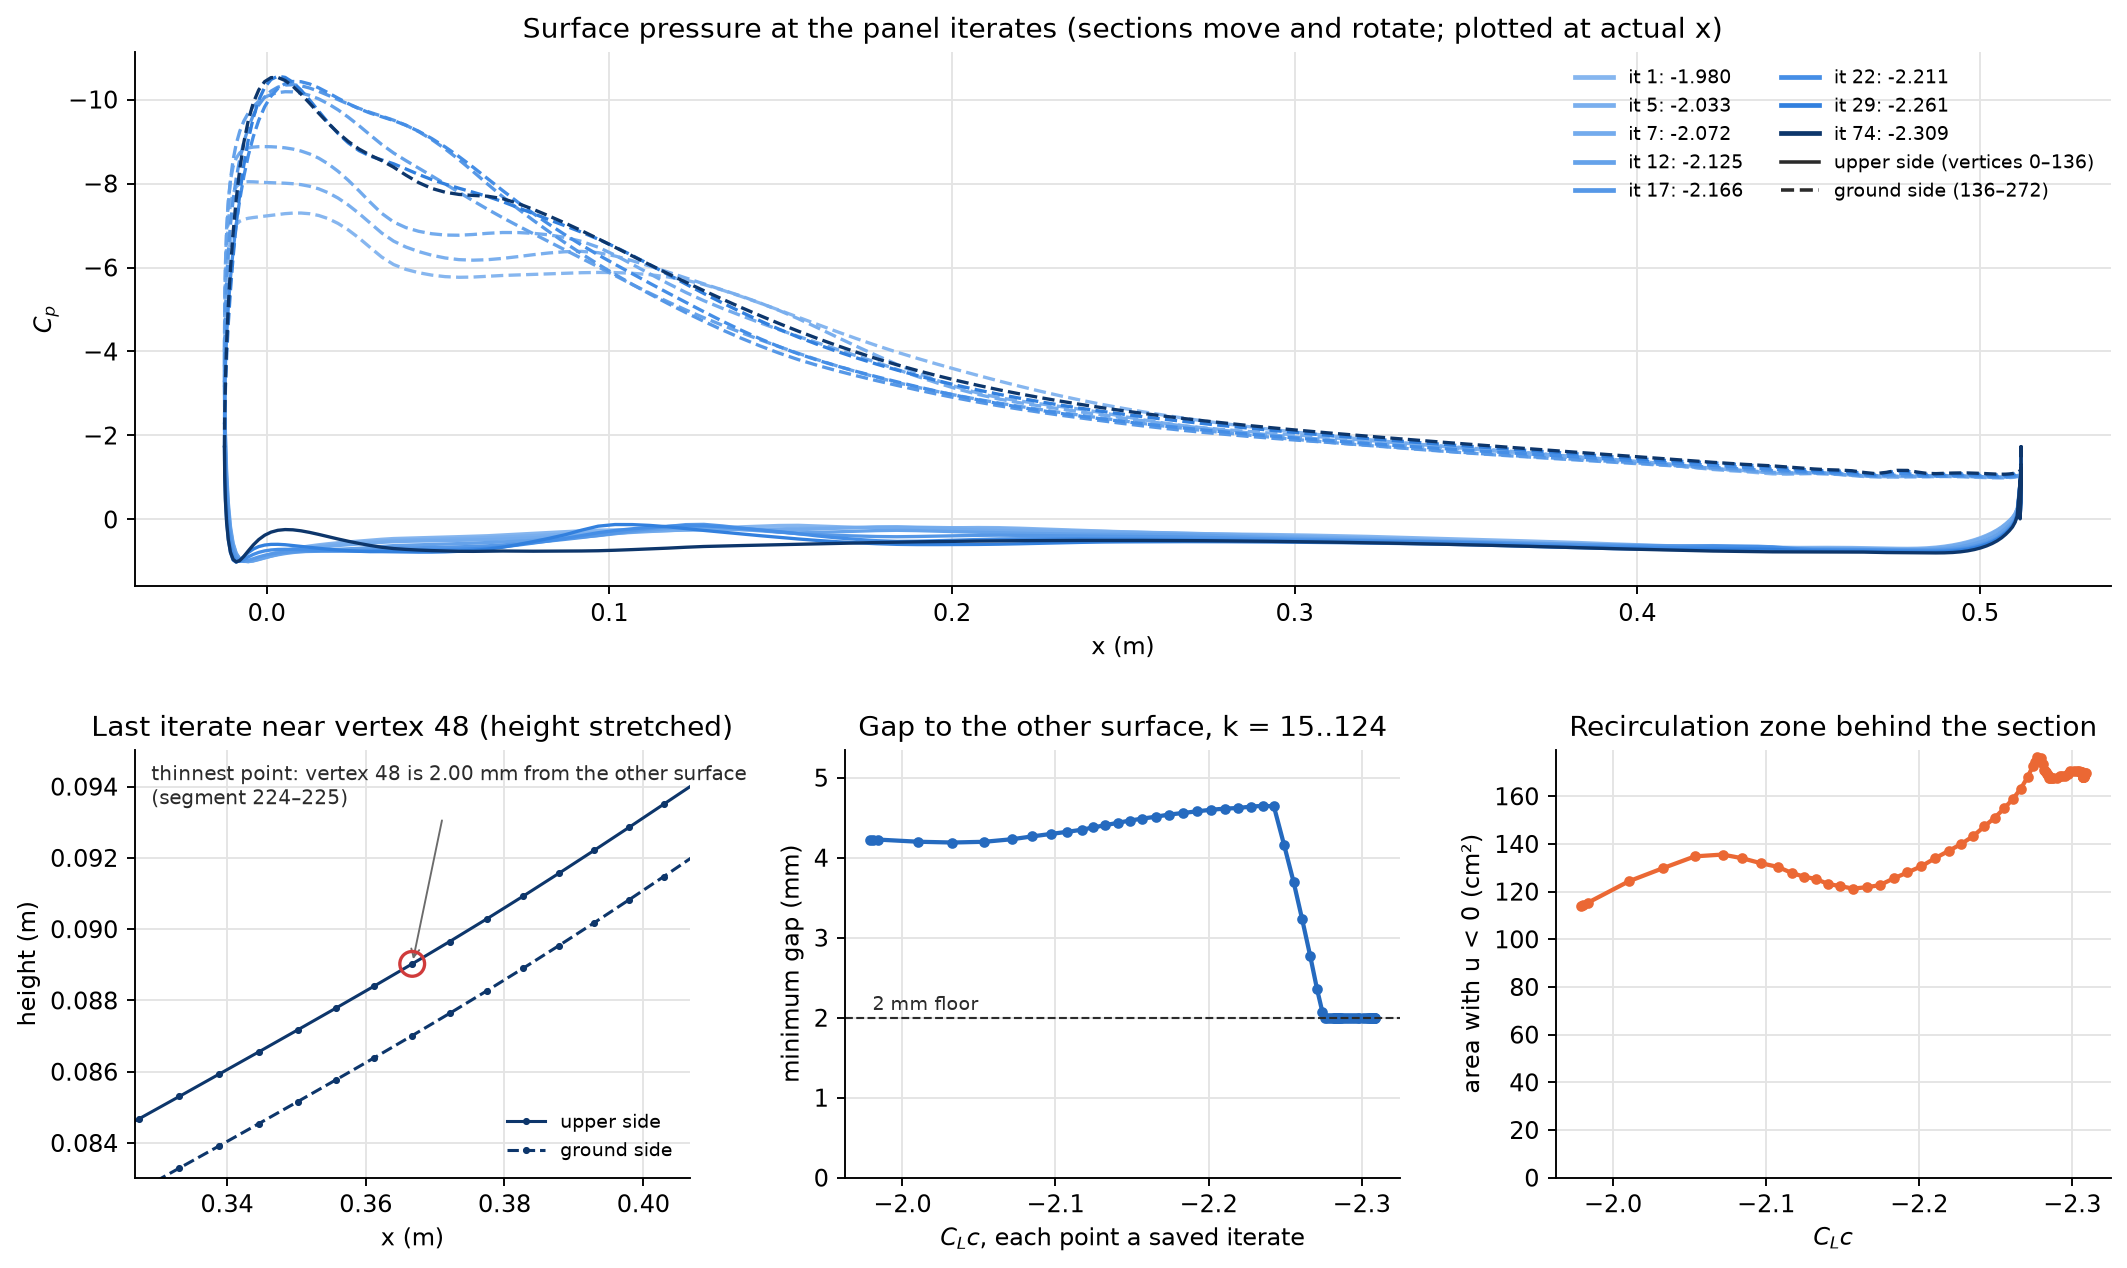 Surface pressure at the panel iterates (sections move and rotate; plotted at actual x)
it 1: -1.980
it 5: -2.033
it 7: -2.072
it 12: -2.125
it 17: -2.166
it 22: -2.211
it 29: -2.261
it 74: -2.309
upper side (vertices 0–136)
ground side (136–272)
−10
−8
−6
−4
−2
0
Cp
0.0
0.1
0.2
0.3
0.4
0.5
x (m)
Last iterate near vertex 48 (height stretched)
thinnest point: vertex 48 is 2.00 mm from the other surface
(segment 224–225)
0.094
0.092
0.090
0.088
0.086
0.084
height (m)
upper side
ground side
0.34
0.36
0.38
0.40
x (m)
Gap to the other surface, k = 15..124
5
4
3
2
1
0
minimum gap (mm)
2 mm floor
−2.0
−2.1
−2.2
−2.3
CLc, each point a saved iterate
Recirculation zone behind the section
160
140
120
100
80
60
40
20
0
area with u < 0 (cm²)
−2.0
−2.1
−2.2
−2.3
CLc